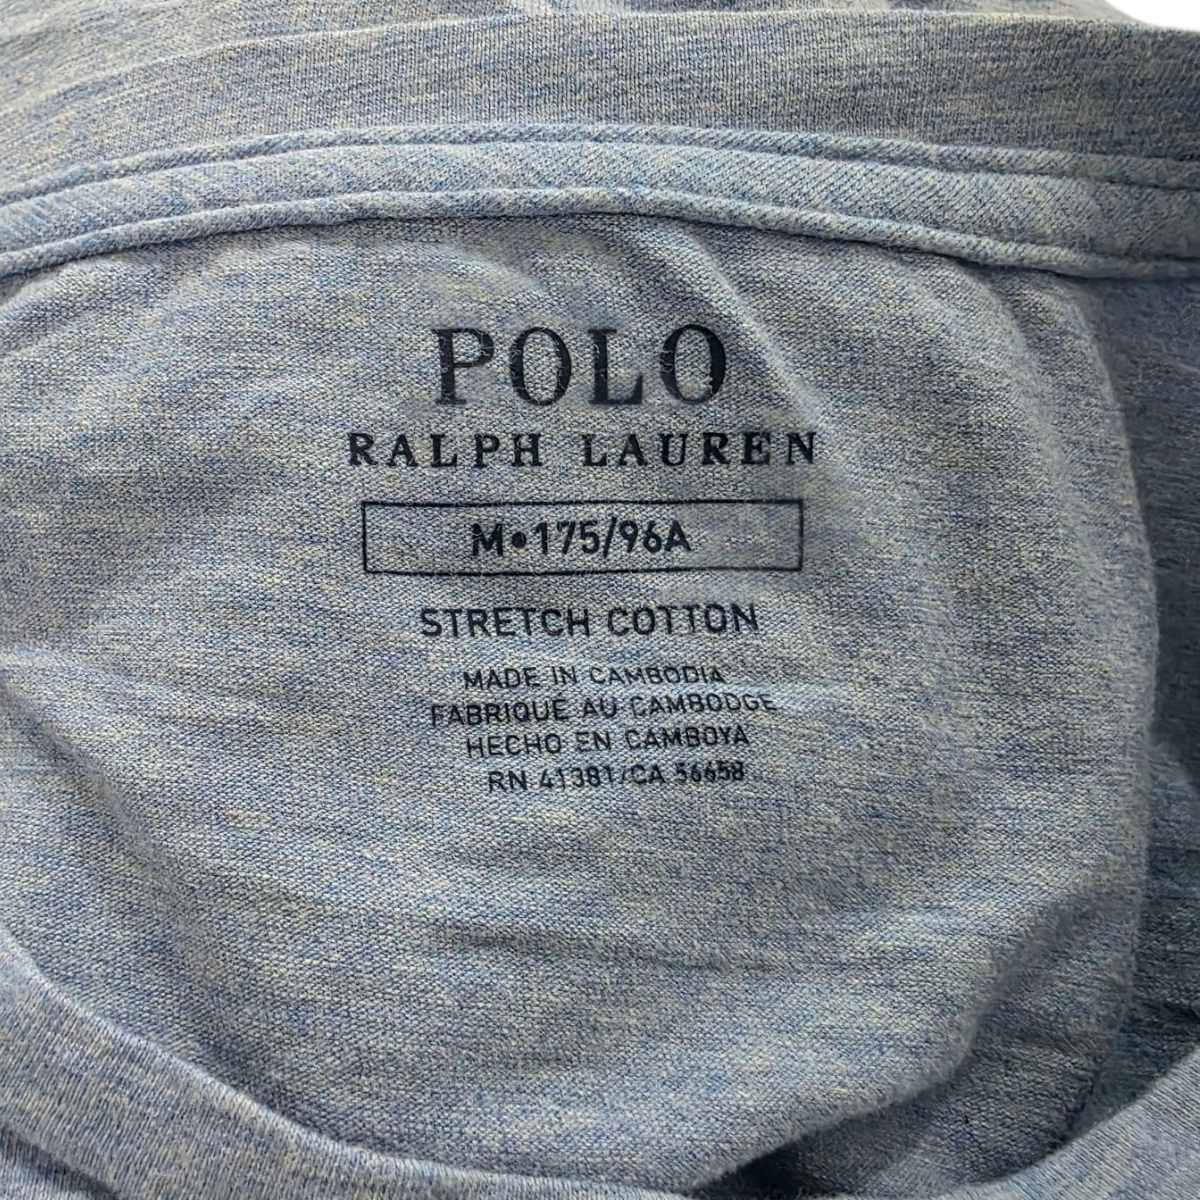 POLO
RALPH LAUREN
M•175/96A
STRETCH COTTON
MADE IN CAMBODIA
FABRIQUÉ AU CAMBODGE
HECHO EN CAMBOYA
RN 41381/CA 56658